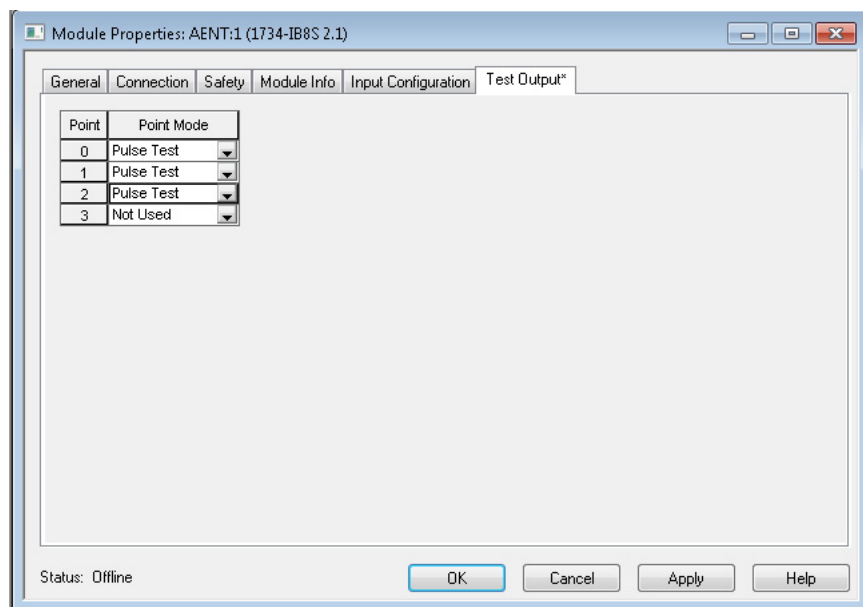 Module Properties: AENT:1 (1734-IB8S 2.1)
General Connection Safety Module Info Input Configuration Test Output*
Point Point Mode
0 Pulse Test
1 Pulse Test
2 Pulse Test
3 Not Used
Status: Offline OK Cancel Apply Help